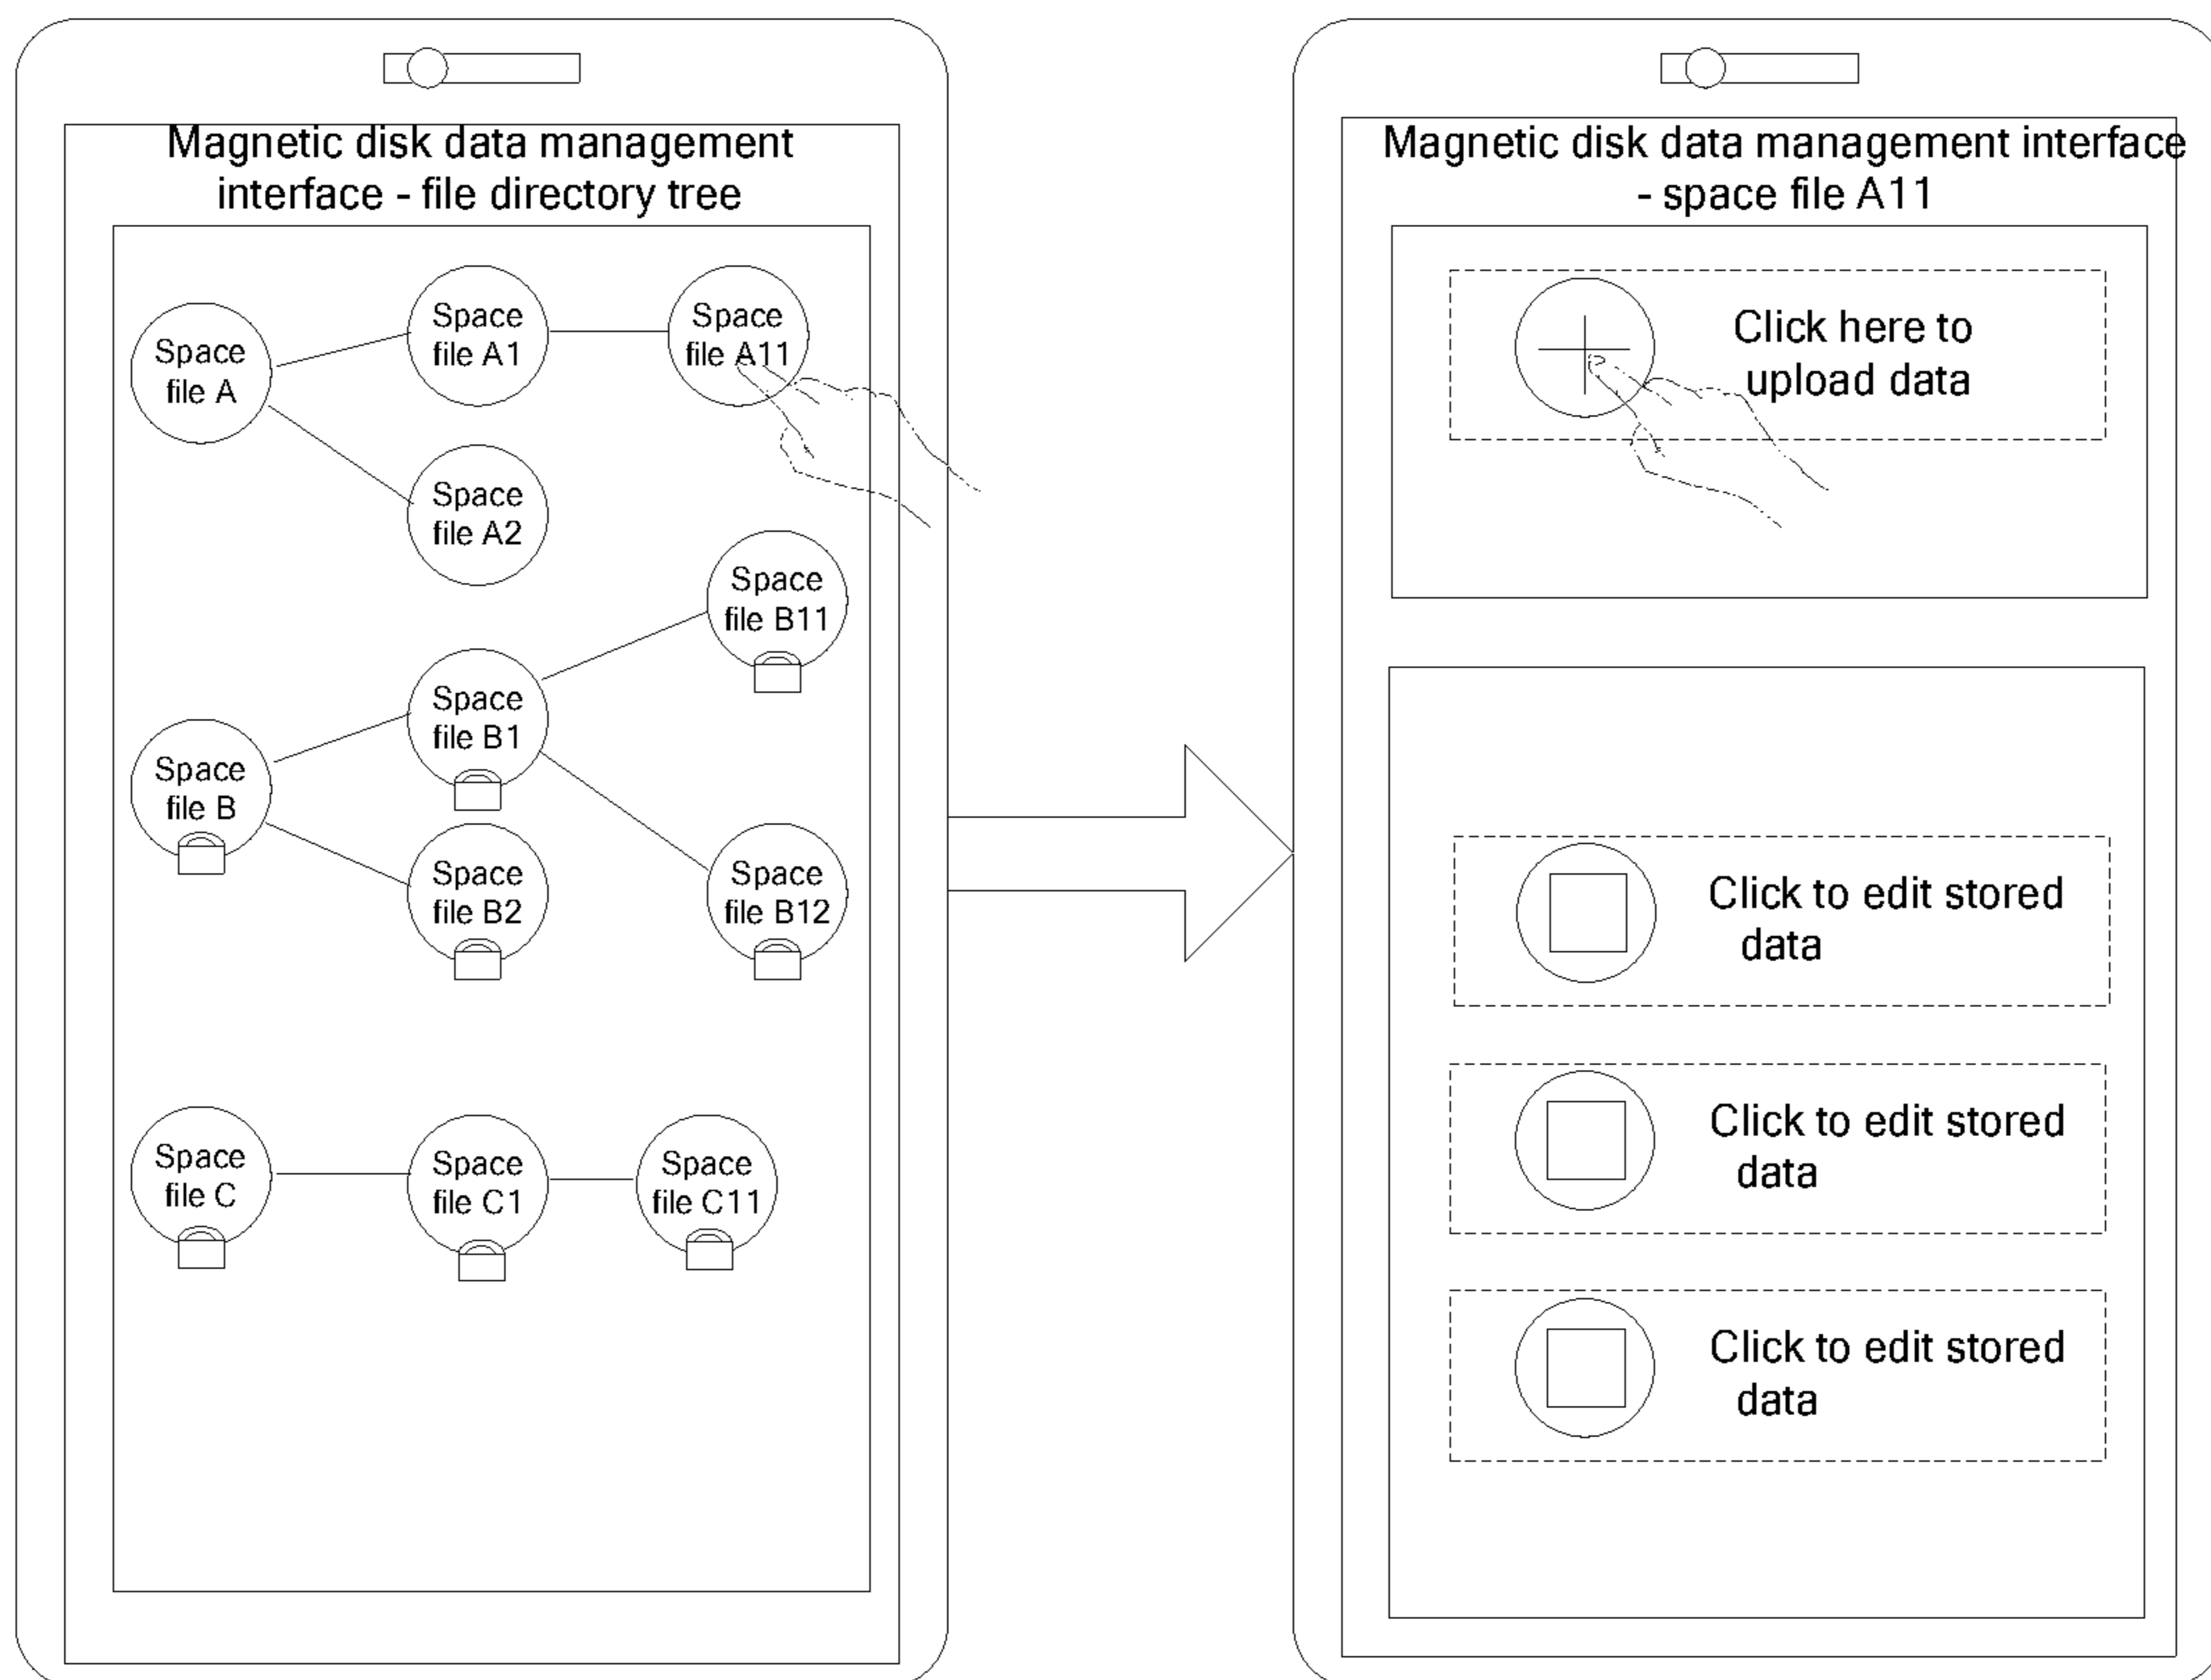 Magnetic disk data management
interface - file directory tree
Space
file A
Space
file A1
Space
file A11
Space
file A2
Space
file B11
Space
file B1
Space
file B
Space
file B2
Space
file B12
Space
file C
Space
file C1
Space
file C11
Magnetic disk data management interface
- space file A11
Click here to
upload data
Click to edit stored
data
Click to edit stored
data
Click to edit stored
data